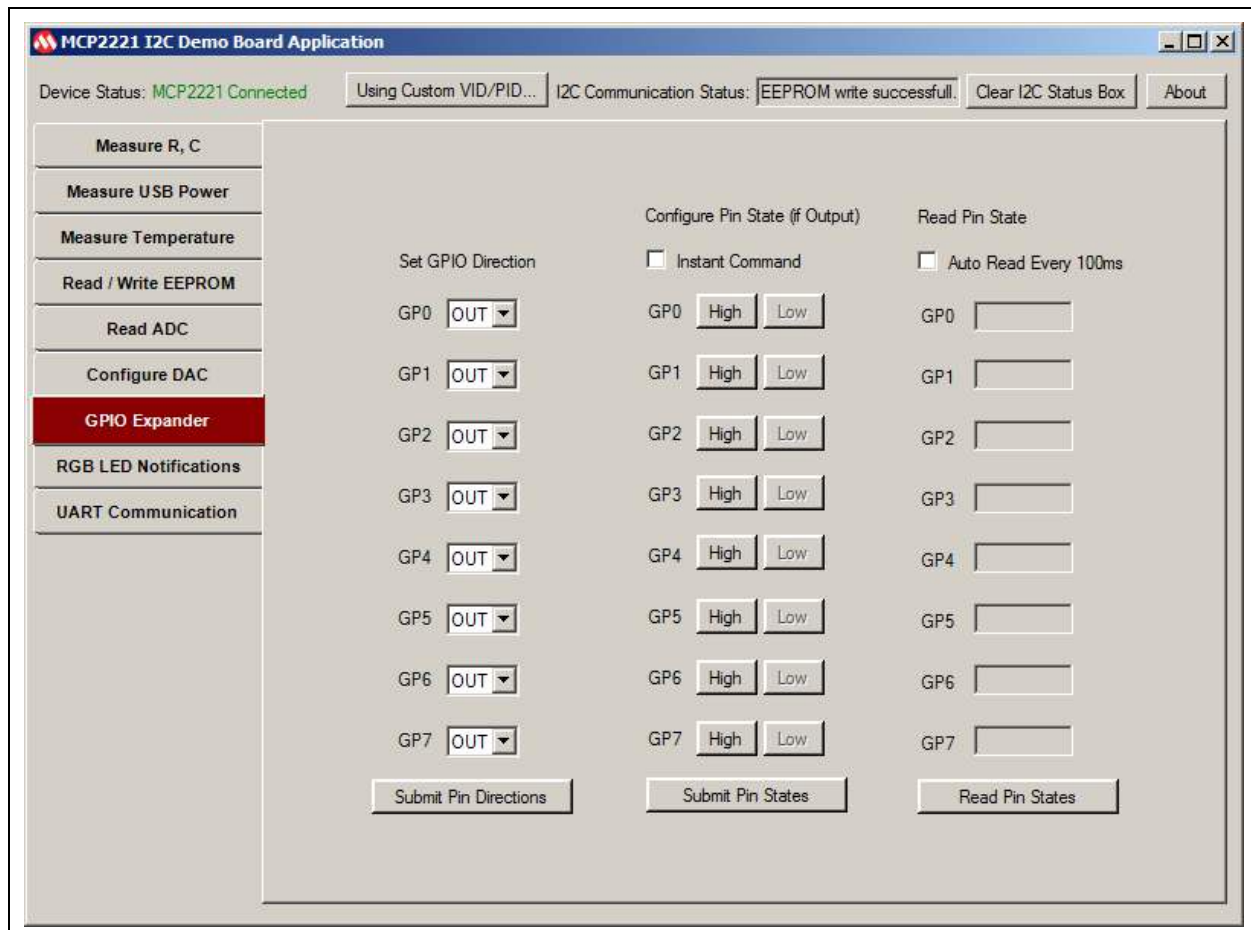 MCP2221 I2C Demo Board Application
Device Status: MCP2221 Connected
Using Custom VID/PID...
I2C Communication Status: EEPROM write successfull.
Clear I2C Status Box
About
Measure R, C
Measure USB Power
Measure Temperature
Read / Write EEPROM
Read ADC
Configure DAC
GPIO Expander
RGB LED Notifications
UART Communication
Set GPIO Direction
GP0 OUT
GP1 OUT
GP2 OUT
GP3 OUT
GP4 OUT
GP5 OUT
GP6 OUT
GP7 OUT
Submit Pin Directions
Configure Pin State (if Output)
Instant Command
GP0 High Low
GP1 High Low
GP2 High Low
GP3 High Low
GP4 High Low
GP5 High Low
GP6 High Low
GP7 High Low
Submit Pin States
Read Pin State
Auto Read Every 100ms
GP0
GP1
GP2
GP3
GP4
GP5
GP6
GP7
Read Pin States